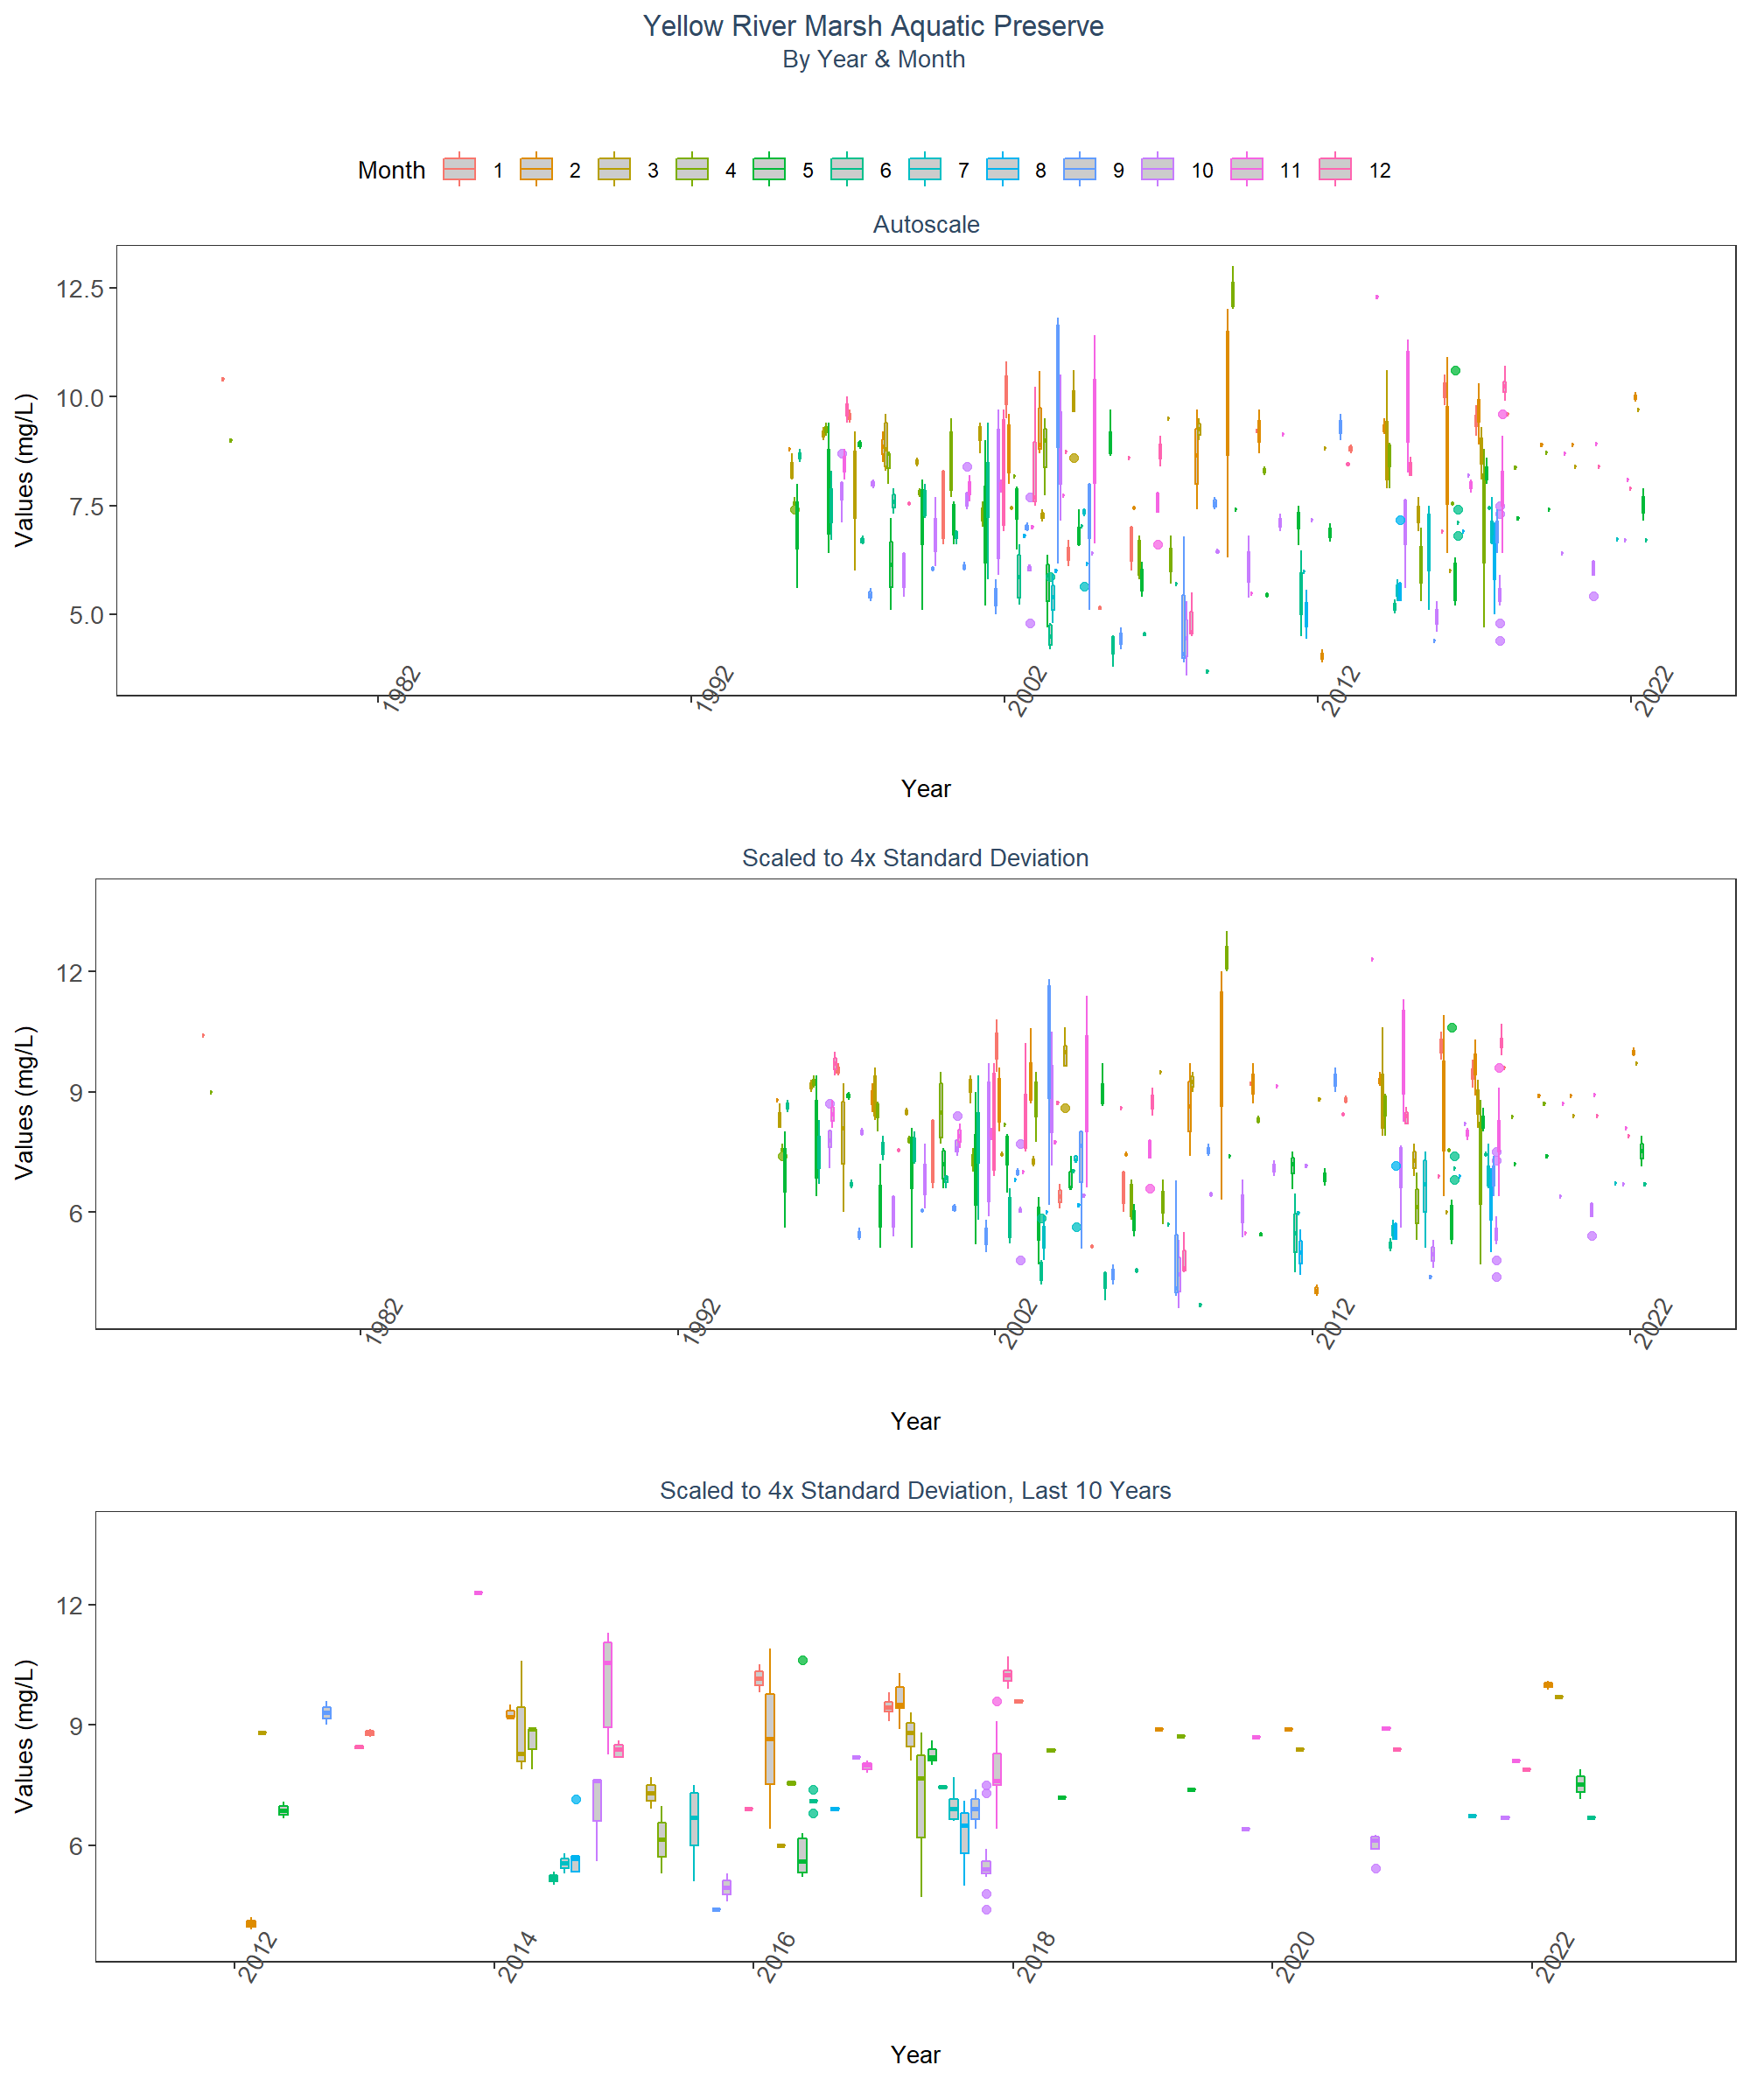 Yellow River Marsh Aquatic Preserve
By Year & Month
Month 1 2 3 4 5 6 7 8 9 10 11 12
Autoscale
Values (mg/L)
12.5
10.0
7.5
5.0
1982 1992 2002 2012 2022
Year
Scaled to 4x Standard Deviation
Values (mg/L)
12
9
6
1982 1992 2002 2012 2022
Year
Scaled to 4x Standard Deviation, Last 10 Years
Values (mg/L)
12
9
6
2012 2014 2016 2018 2020 2022
Year